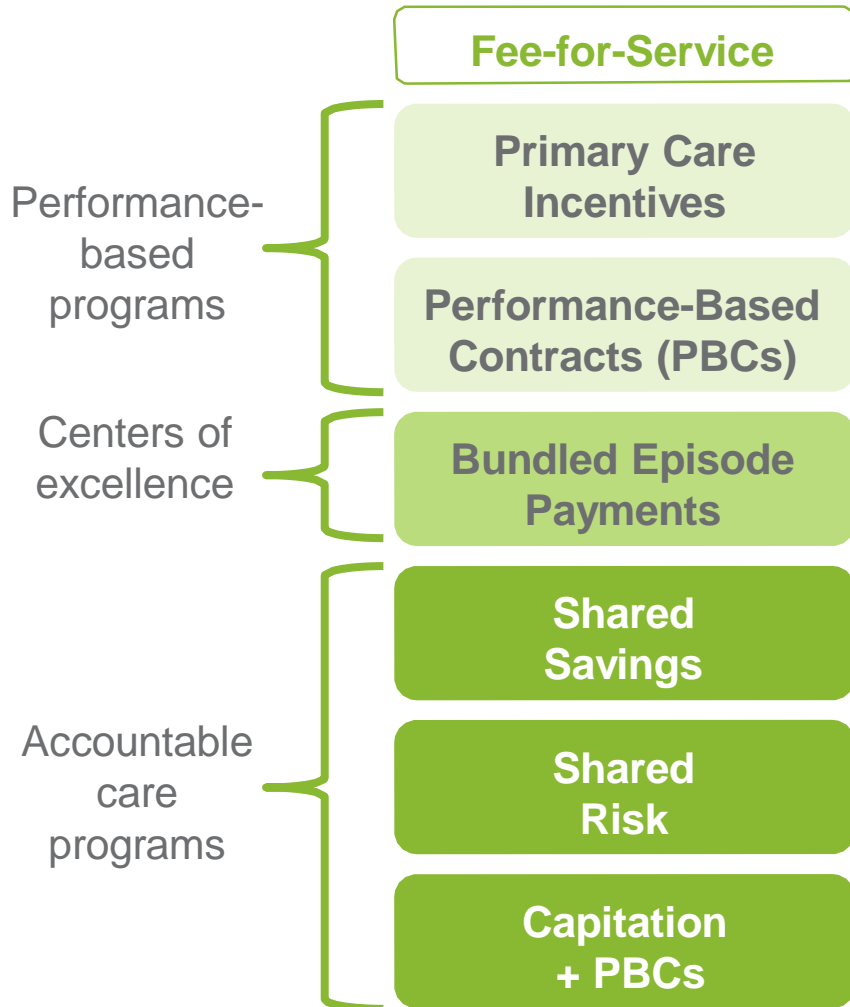 Fee-for-Service
Performance-
based
programs
Primary Care
Incentives
Performance-Based
Contracts (PBCs)
Centers of
excellence
Bundled Episode
Payments
Accountable
care
programs
Shared
Savings
Shared
Risk
Capitation
+ PBCs